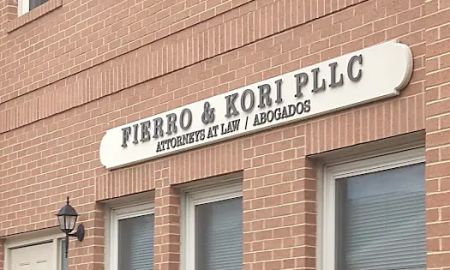 FIERRO & KORI PLLC
ATTORNEYS AT LAW / ABOGADOS